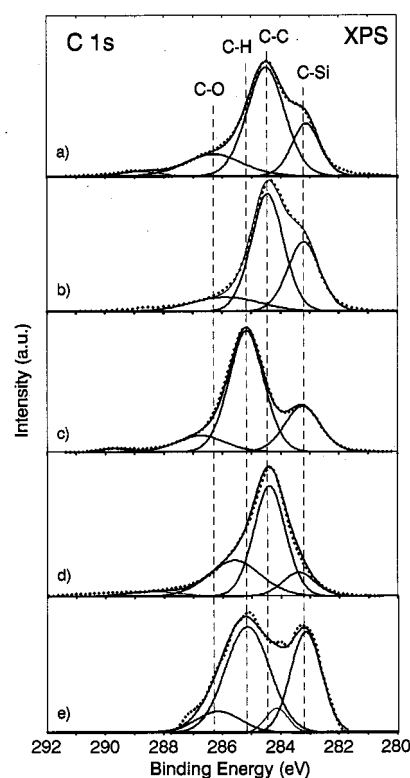 C 1s
XPS
C-H
C-C
C-O
C-Si
a)
b)
c)
d)
e)
Intensity (a.u.)
292 290 288 286 284 282 280
Binding Energy (eV)